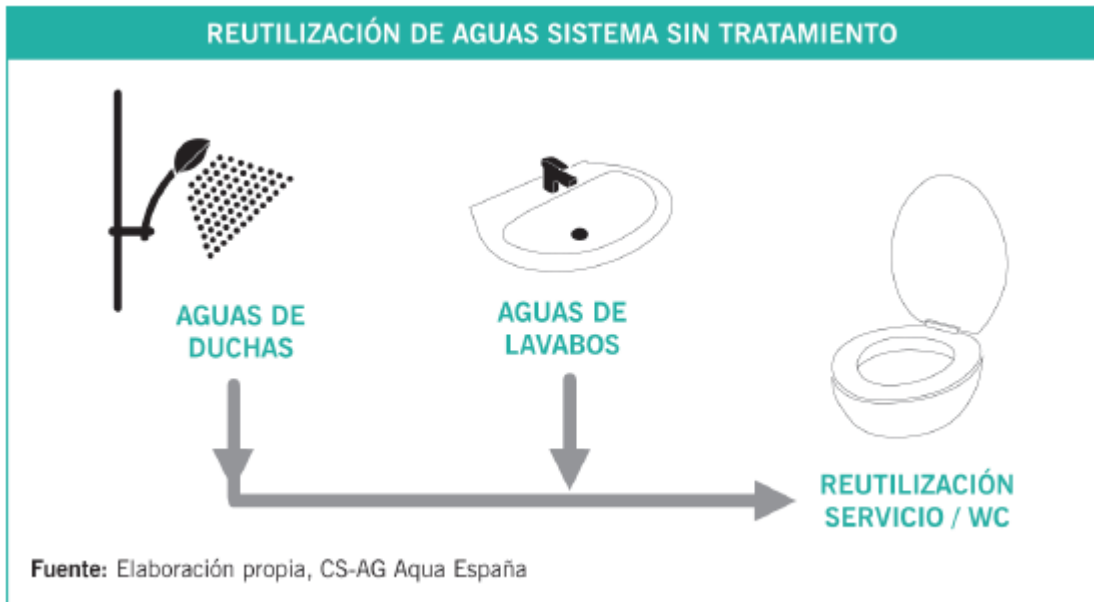 REUTILIZACIÓN DE AGUAS SISTEMA SIN TRATAMIENTO
AGUAS DE
DUCHAS
AGUAS DE
LAVABOS
REUTILIZACIÓN
SERVICIO / WC
Fuente: Elaboración propia, CS-AG Aqua España